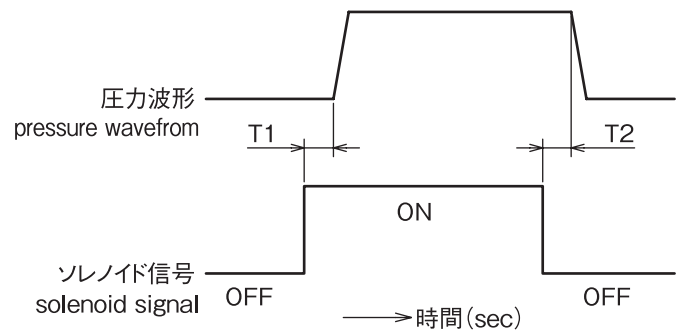 圧力波形
pressure wavefrom
T1
T2
ON
ソレノイド信号
solenoid signal
OFF
OFF
時間(sec)